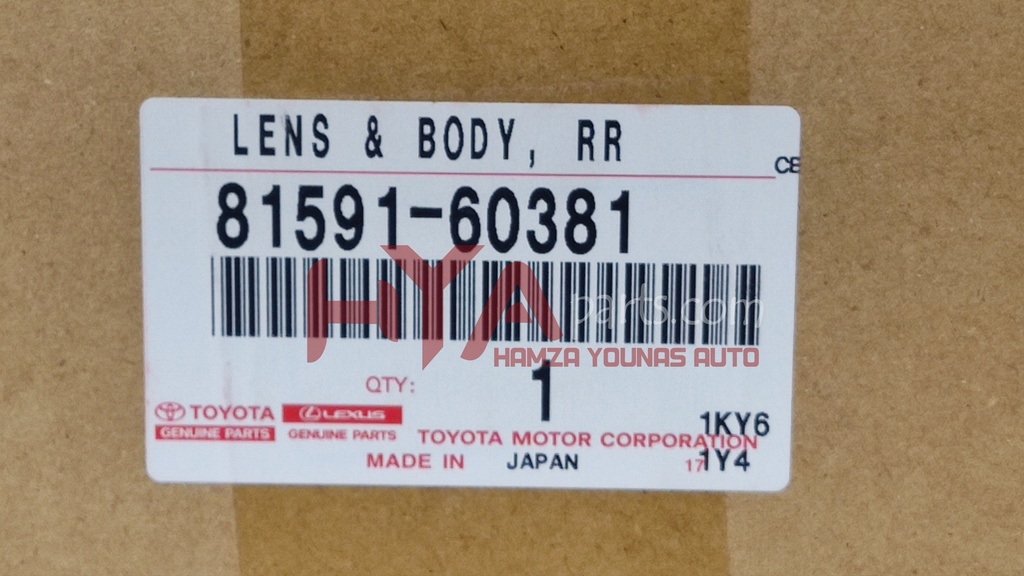 LENS & BODY, RR
CE
81591-60381
HYA parts.com
HAMZA YOUNAS AUTO
QTY: 1
TOYOTA LEXUS
GENUINE PARTS GENUINE PARTS
TOYOTA MOTOR CORPORATION
1KY6
MADE IN JAPAN
17 1Y4